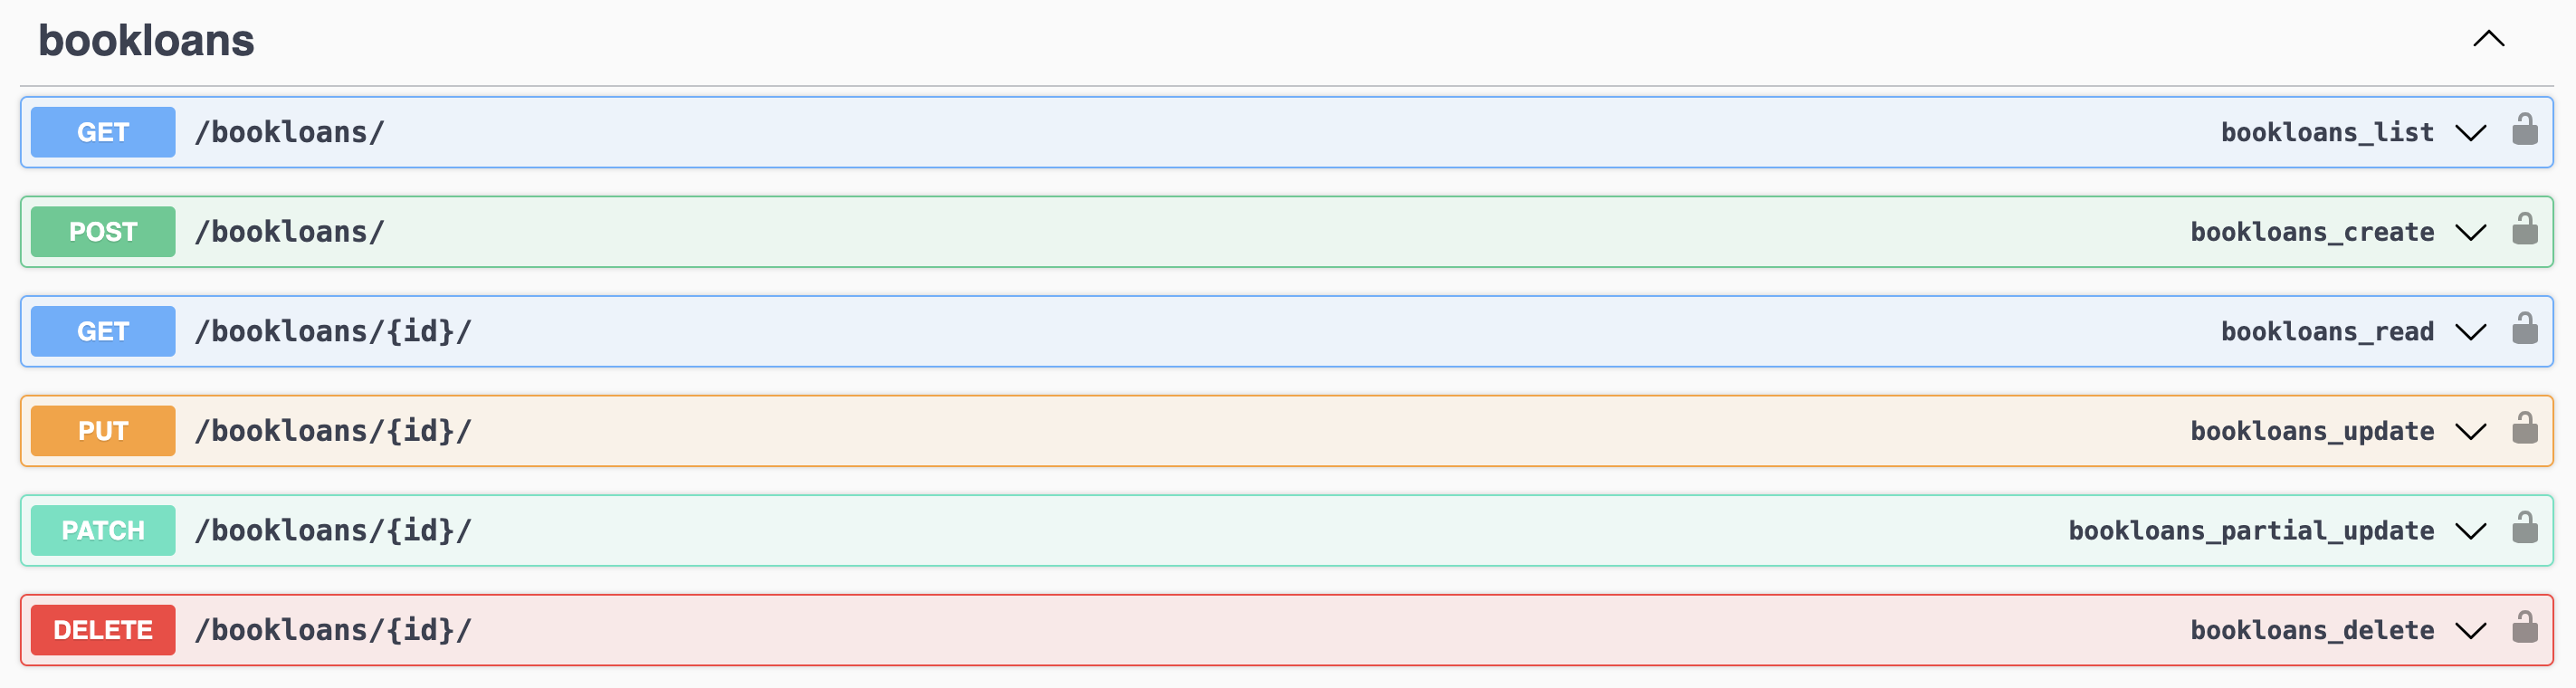 bookloans
GET /bookloans/ bookloans_list
POST /bookloans/ bookloans_create
GET /bookloans/{id}/ bookloans_read
PUT /bookloans/{id}/ bookloans_update
PATCH /bookloans/{id}/ bookloans_partial_update
DELETE /bookloans/{id}/ bookloans_delete